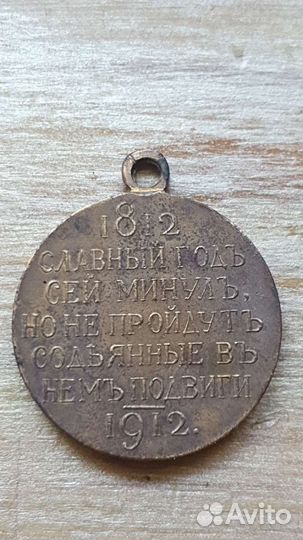 1812
СЛАВНЫЙ ГОДЪ
СЕЙ МИНУЛЪ,
НО НЕ ПРОЙДУТЪ
СОДѢЯННЫЕ ВЪ
НЕМЪ ПОДВИГИ
1912.
Avito